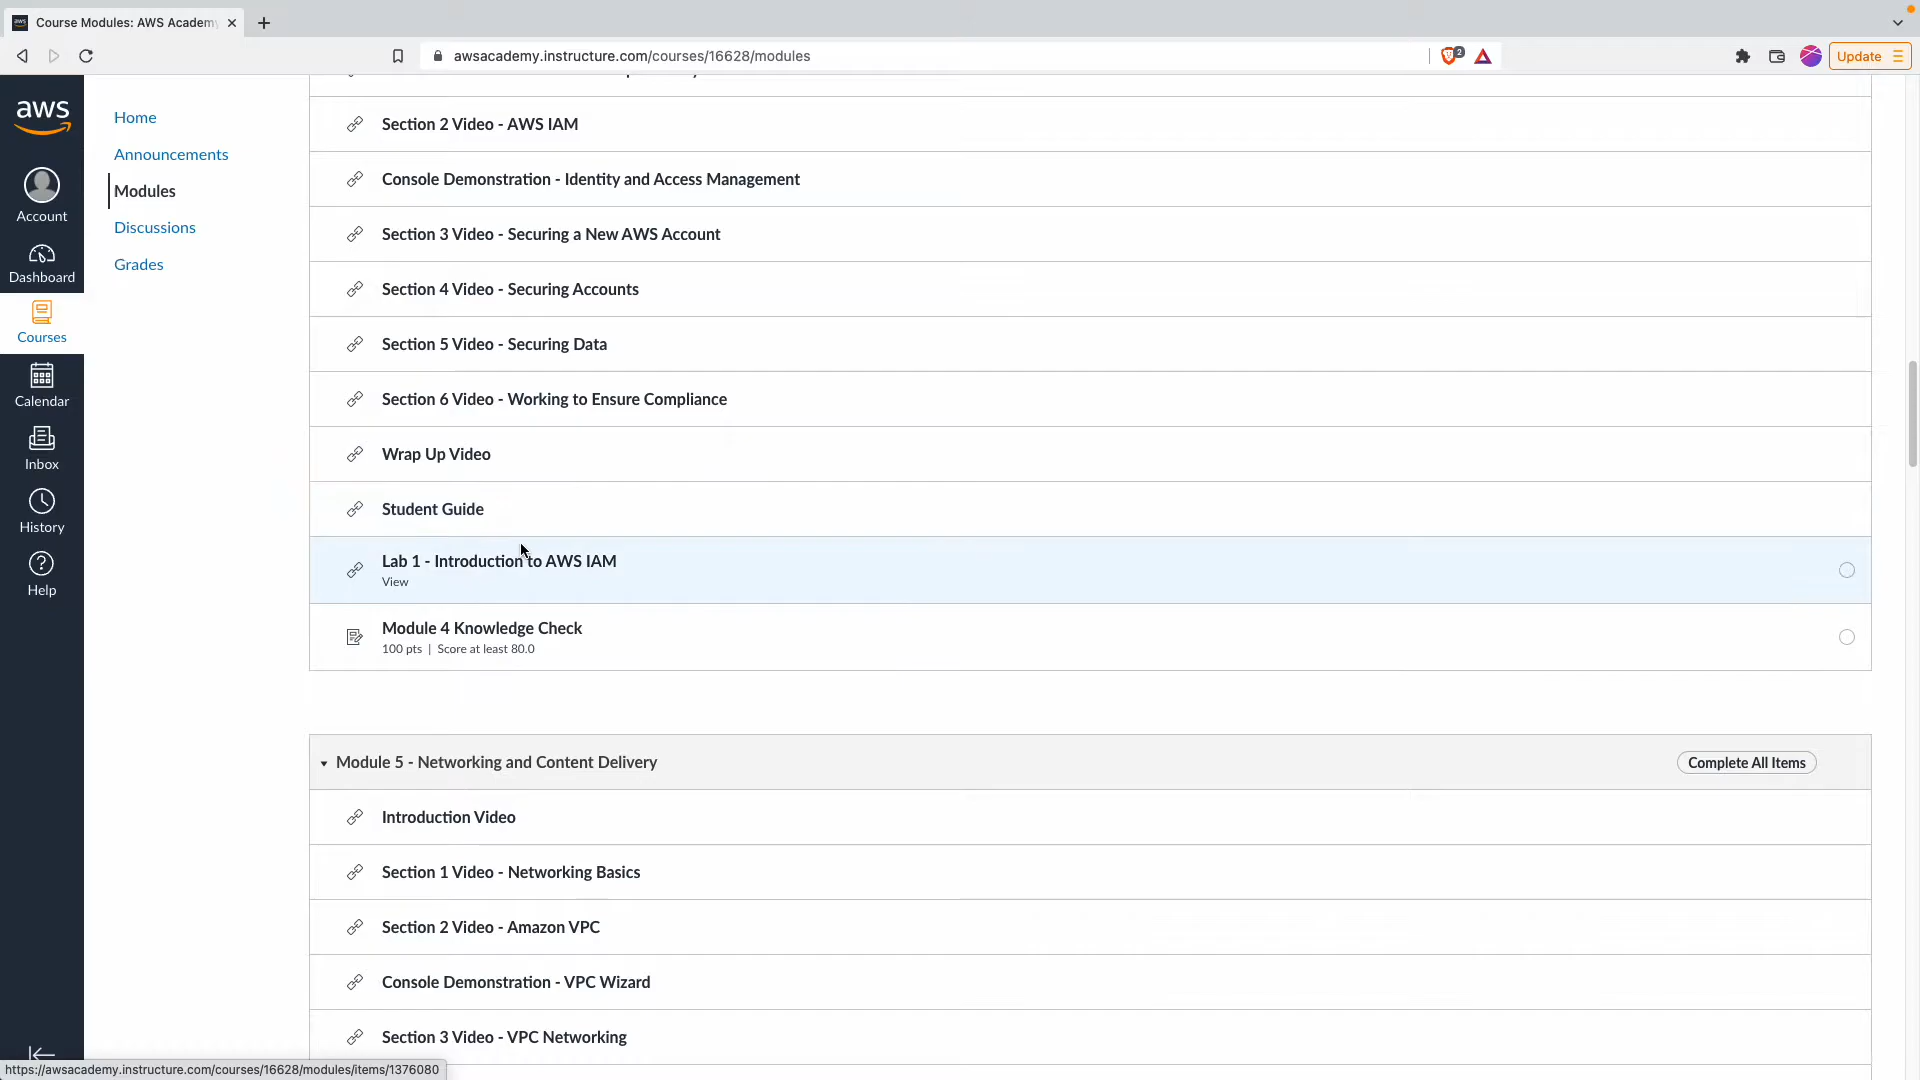 Course Modules: AWS Academ
awsacademy.instructure.com/courses/16628/modules
2
Update
aws
Account
Dashboard
Courses
Calendar
Inbox
History
Help
Home
Announcements
Modules
Discussions
Grades
Section 2 Video - AWS IAM
Console Demonstration - Identity and Access Management
Section 3 Video - Securing a New AWS Account
Section 4 Video - Securing Accounts
Section 5 Video - Securing Data
Section 6 Video - Working to Ensure Compliance
Wrap Up Video
Student Guide
Lab 1 - Introduction to AWS IAM
View
Module 4 Knowledge Check
100 pts | Score at least 80.0
Module 5 - Networking and Content Delivery
Complete All Items
Introduction Video
Section 1 Video - Networking Basics
Section 2 Video - Amazon VPC
Console Demonstration - VPC Wizard
Section 3 Video - VPC Networking
https://awsacademy.instructure.com/courses/16628/modules/items/1376080